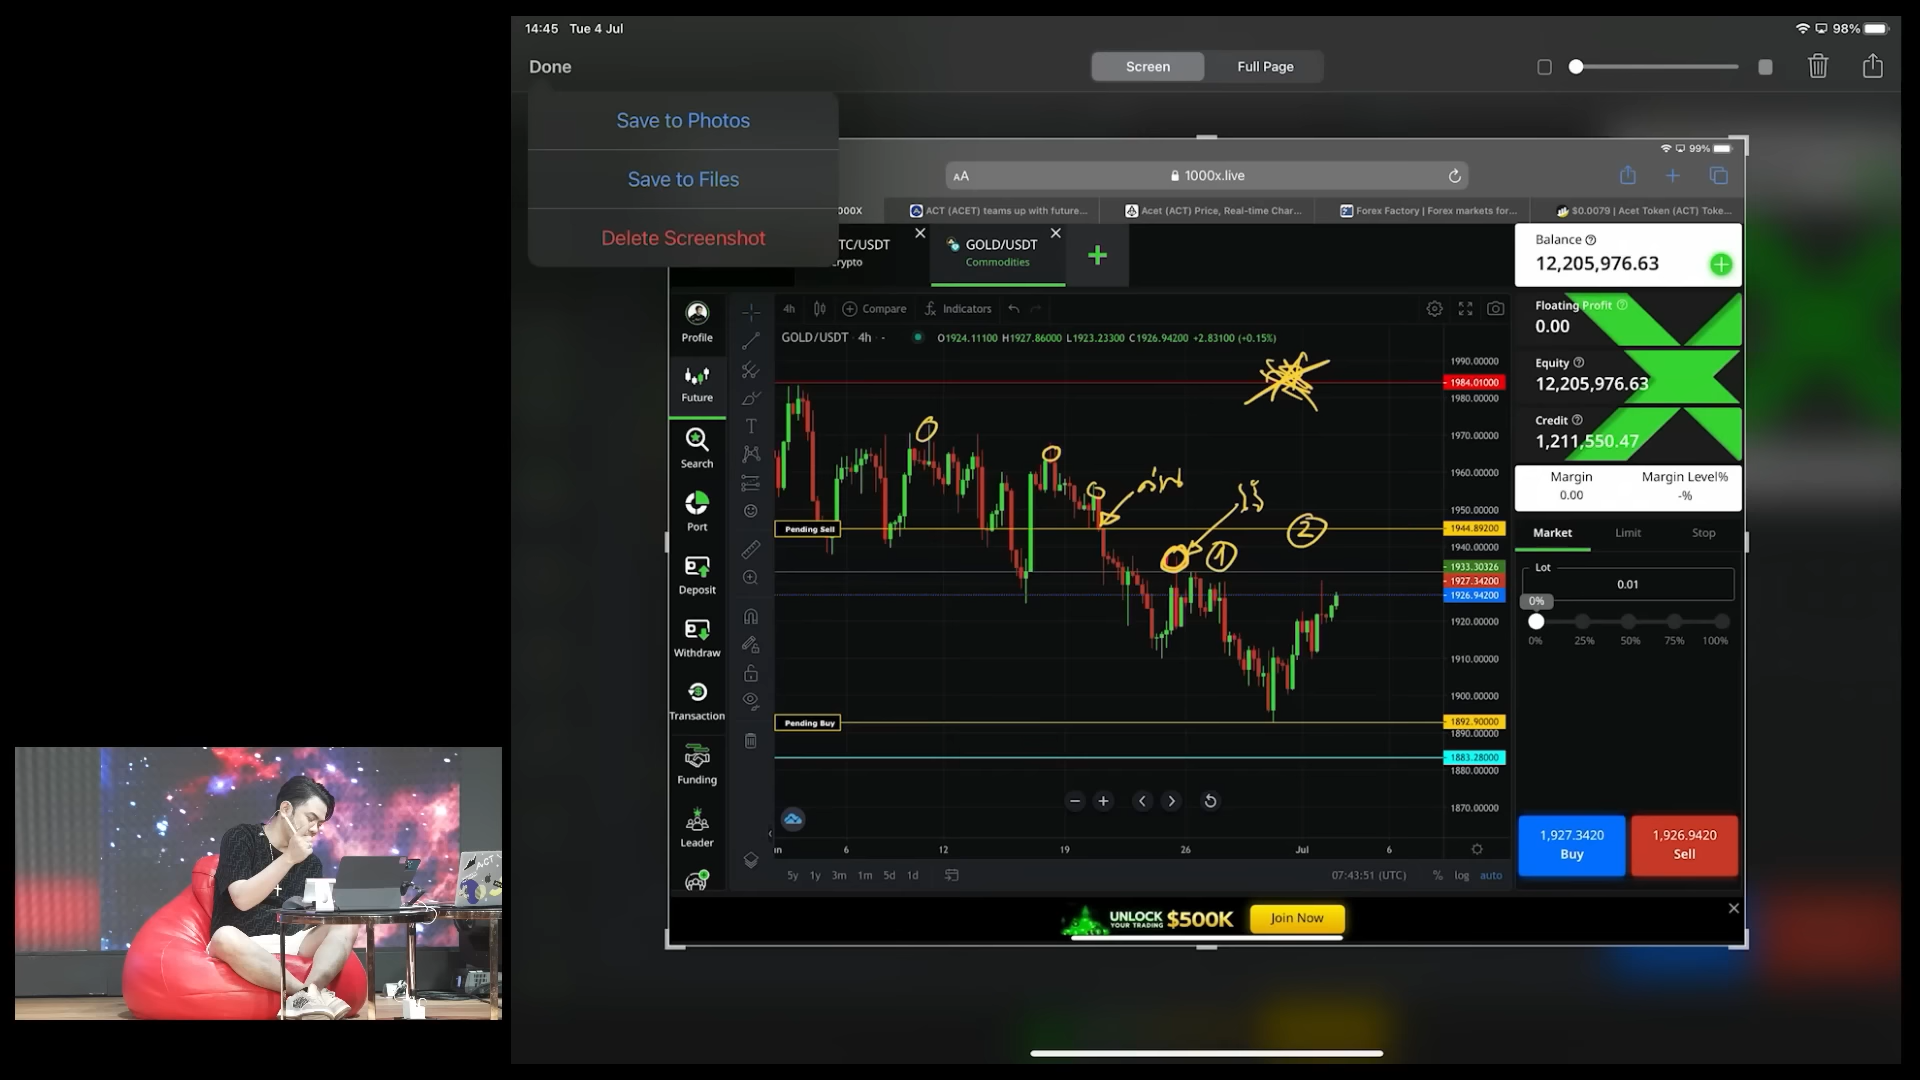 14:45 Tue 4 Jul
98%
Done
Screen
Full Page
Save to Photos
Save to Files
Delete Screenshot
99%
AA
1000x.live
ACT (ACET) teams up with future...
Acet (ACT) Price, Real-time Char...
Forex Factory | Forex markets for...
$0.0079 | Acet Token (ACT) Toke...
TC/USDT
rypto
GOLD/USDT
Commodities
Balance
12,205,976.63
Floating Profit
0.00
Equity
12,205,976.63
Credit
1,211,550.47
Margin
0.00
Margin Level%
-%
Market
Limit
Stop
Lot
0.01
0%
0%
25%
50%
75%
100%
1,927.3420
Buy
1,926.9420
Sell
Profile
Future
Search
Port
Deposit
Withdraw
Transaction
Funding
Leader
4h
Compare
Indicators
GOLD/USDT · 4h · -
O1924.11100 H1927.86000 L1923.23300 C1926.94200 +2.83100 (+0.15%)
1990.00000
1984.01000
1980.00000
1970.00000
1960.00000
1950.00000
1944.89200
1940.00000
1933.30326
1927.34200
1926.94200
1920.00000
1910.00000
1900.00000
1892.90000
1890.00000
1883.28000
1880.00000
1870.00000
Pending Sell
Pending Buy
1
2
6
12
19
26
Jul
6
5y
1y
3m
1m
5d
1d
07:43:51 (UTC)
%
log
auto
UNLOCK
YOUR TRADING
$500K
Join Now
ACT